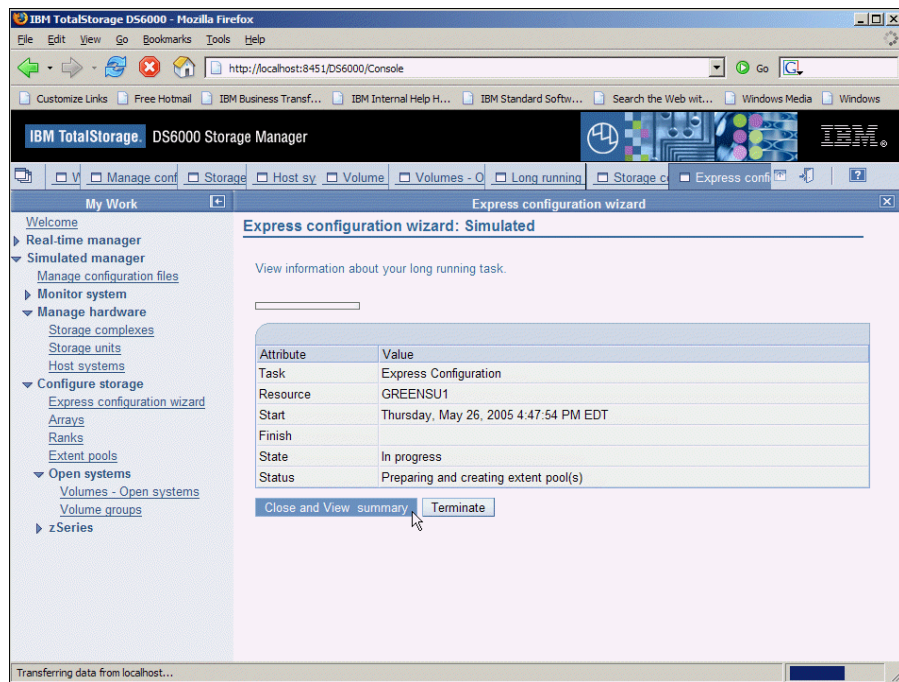 IBM TotalStorage DS6000 - Mozilla Firefox
File Edit View Go Bookmarks Tools Help
http://localhost:8451/DS6000/Console Go G
Customize Links Free Hotmail IBM Business Transf... IBM Internal Help H... IBM Standard Softw... Search the Web wit... Windows Media Windows
IBM TotalStorage. DS6000 Storage Manager IBM
V Manage conf Storage Host sy Volume Volumes - O Long running Storage c Express confi ?
My Work Express configuration wizard
Welcome
Real-time manager
Simulated manager
Manage configuration files
Monitor system
Manage hardware
Storage complexes
Storage units
Host systems
Configure storage
Express configuration wizard
Arrays
Ranks
Extent pools
Open systems
Volumes - Open systems
Volume groups
zSeries
Express configuration wizard: Simulated
View information about your long running task.
Attribute Value
Task Express Configuration
Resource GREENSU1
Start Thursday, May 26, 2005 4:47:54 PM EDT
Finish
State In progress
Status Preparing and creating extent pool(s)
Close and View summary Terminate
Transferring data from localhost...